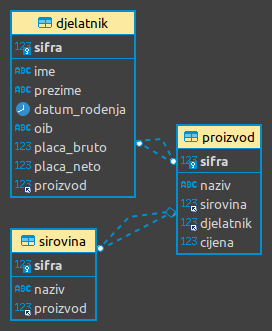 djelatnik
123 sifra
ABC ime
ABC prezime
datum_rodenja
ABC oib
123 placa_bruto
123 placa_neto
123 proizvod
proizvod
123 sifra
ABC naziv
123 sirovina
123 djelatnik
123 cijena
sirovina
123 sifra
ABC naziv
123 proizvod